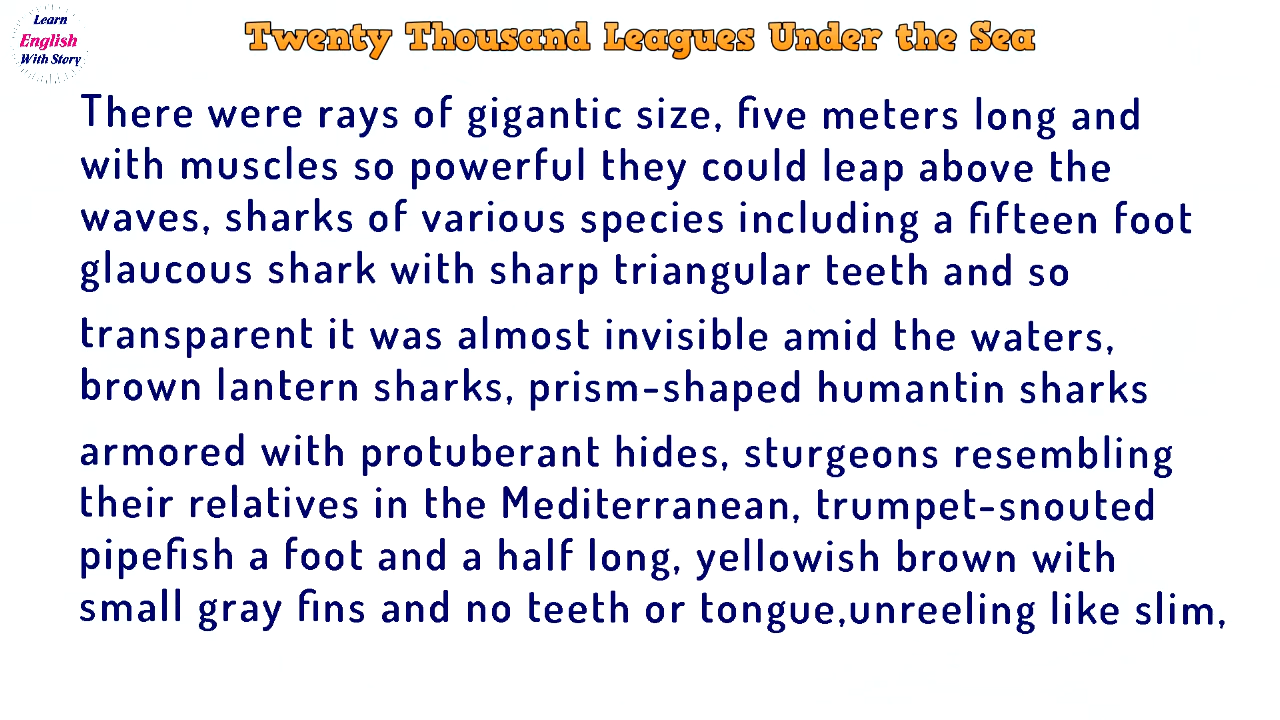 Learn
English
With Story
Twenty Thousand Leagues Under the Sea
There were rays of gigantic size, five meters long and
with muscles so powerful they could leap above the
waves, sharks of various species including a fifteen foot
glaucous shark with sharp triangular teeth and so
transparent it was almost invisible amid the waters,
brown lantern sharks, prism-shaped humantin sharks
armored with protuberant hides, sturgeons resembling
their relatives in the Mediterranean, trumpet-snouted
pipefish a foot and a half long, yellowish brown with
small gray fins and no teeth or tongue,unreeling like slim,